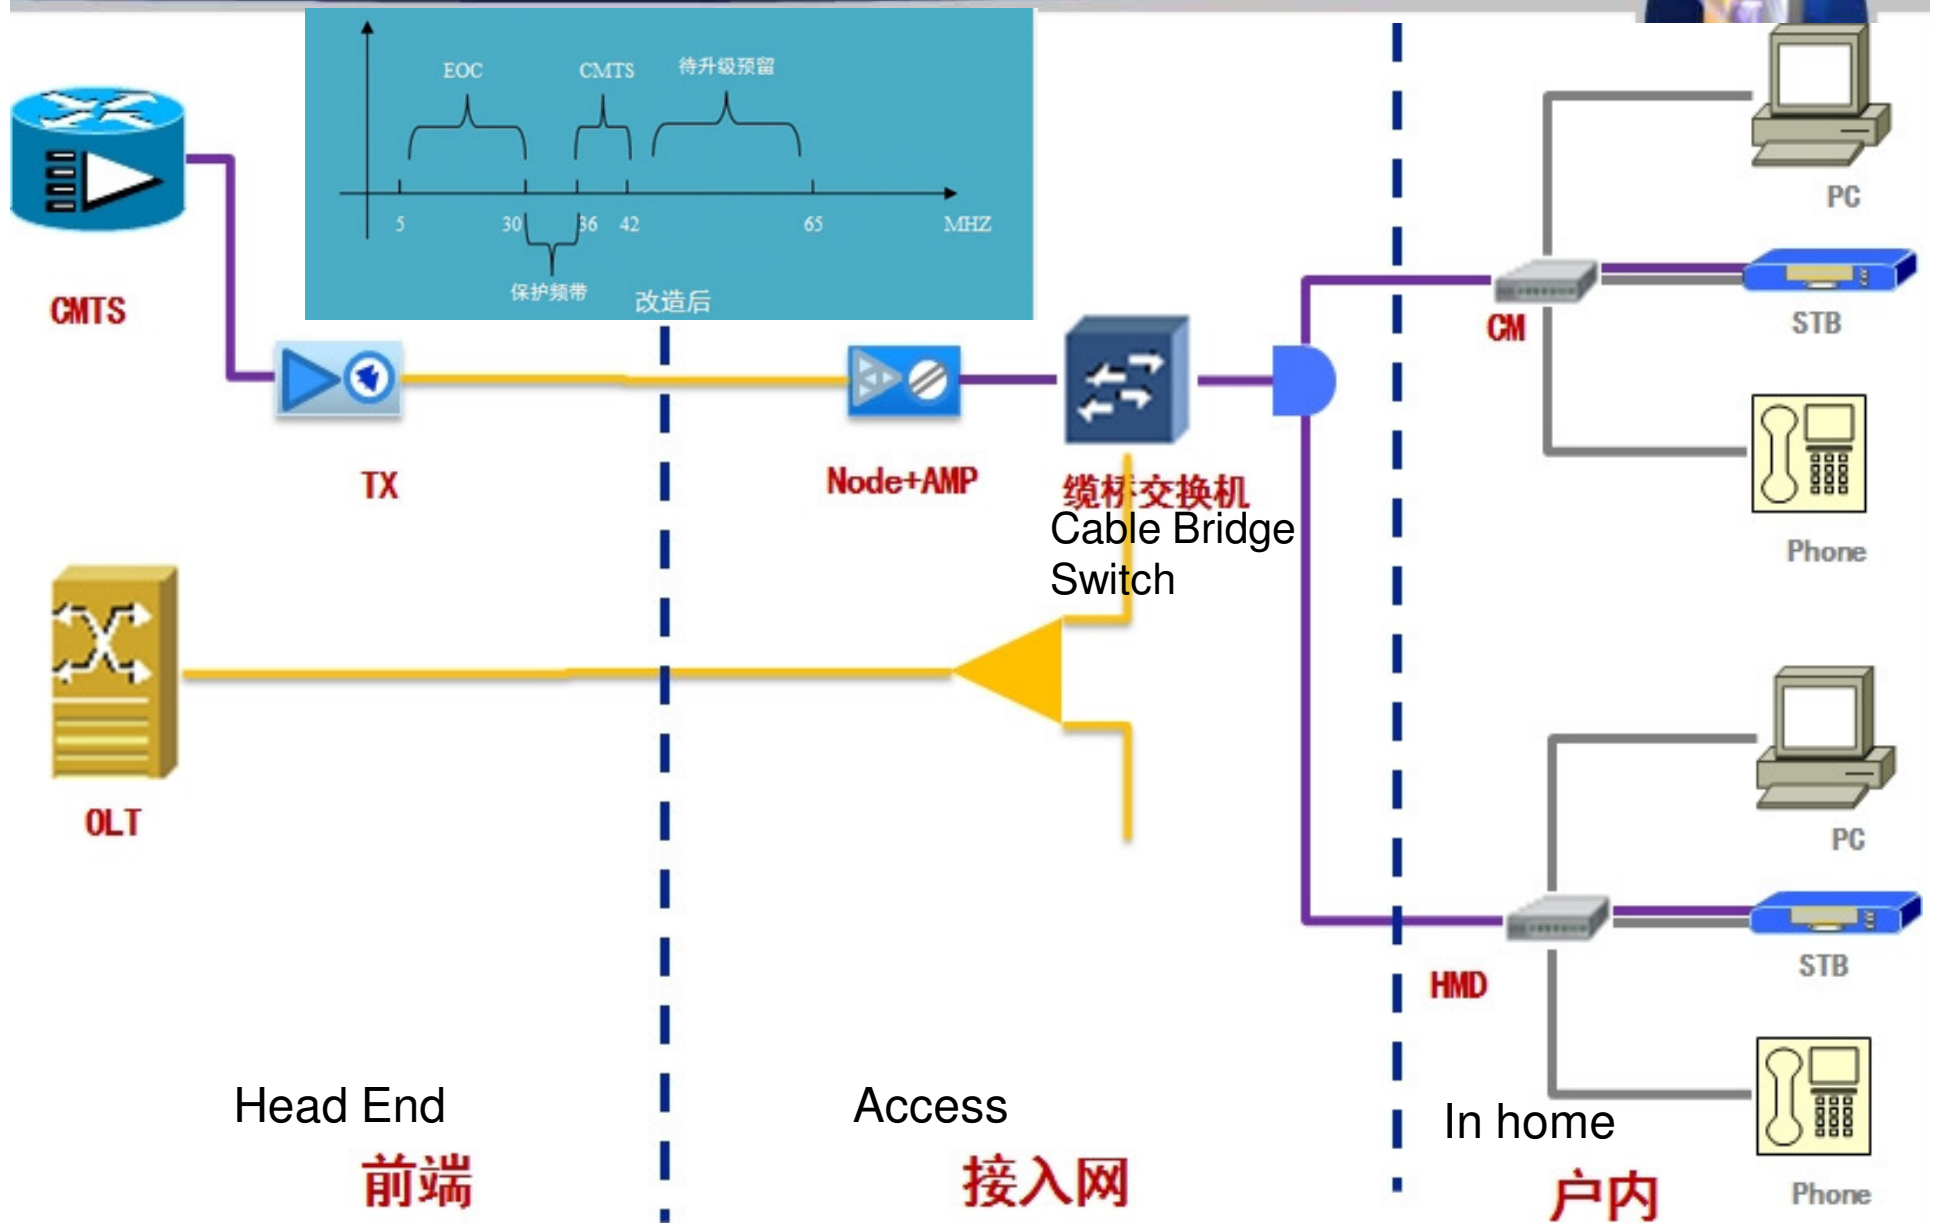 EOC
CMTS
待升级预留
5
30
36
42
65
MHZ
保护频带
改造后
CMTS
TX
Node+AMP
缆桥交换机
Cable Bridge
Switch
OLT
CM
PC
STB
Phone
HMD
PC
STB
Phone
Head End
前端
Access
接入网
In home
户内